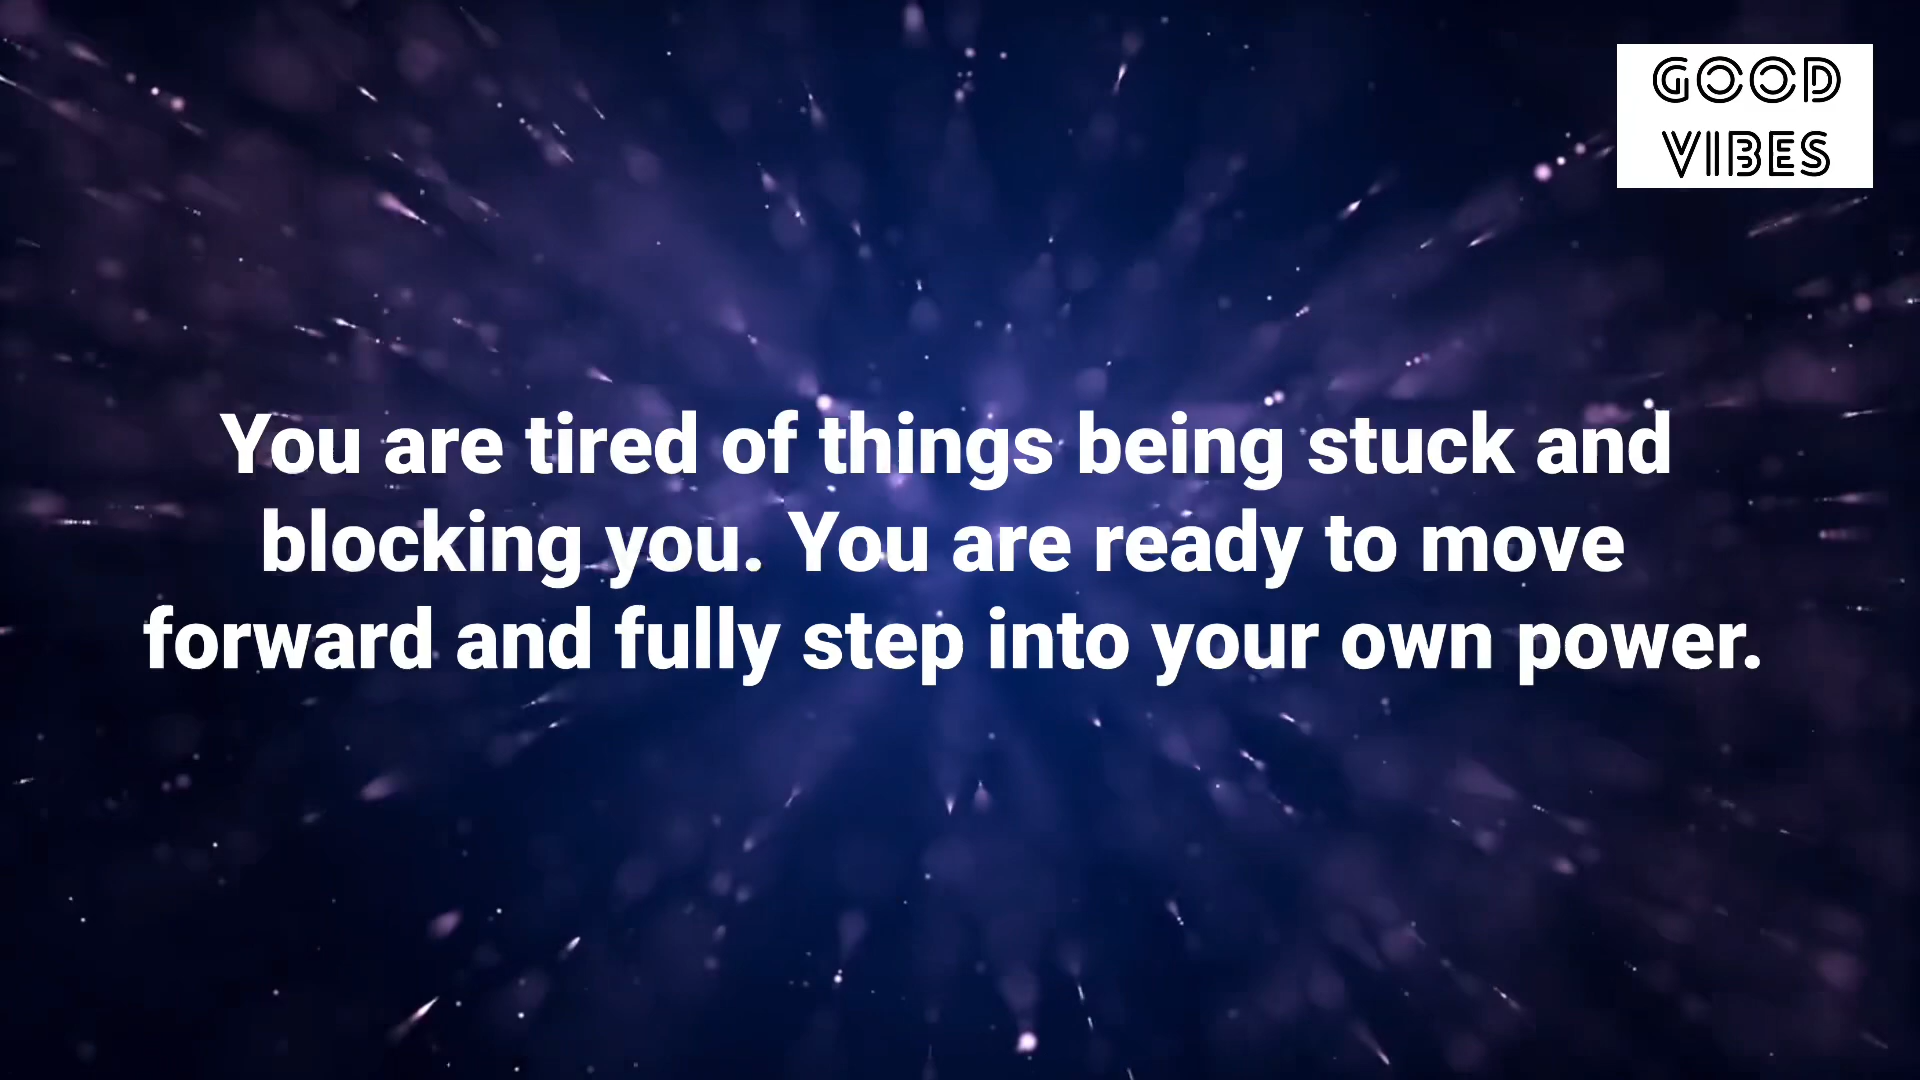 GOOD
VIBES
You are tired of things being stuck and
blocking you. You are ready to move
forward and fully step into your own power.